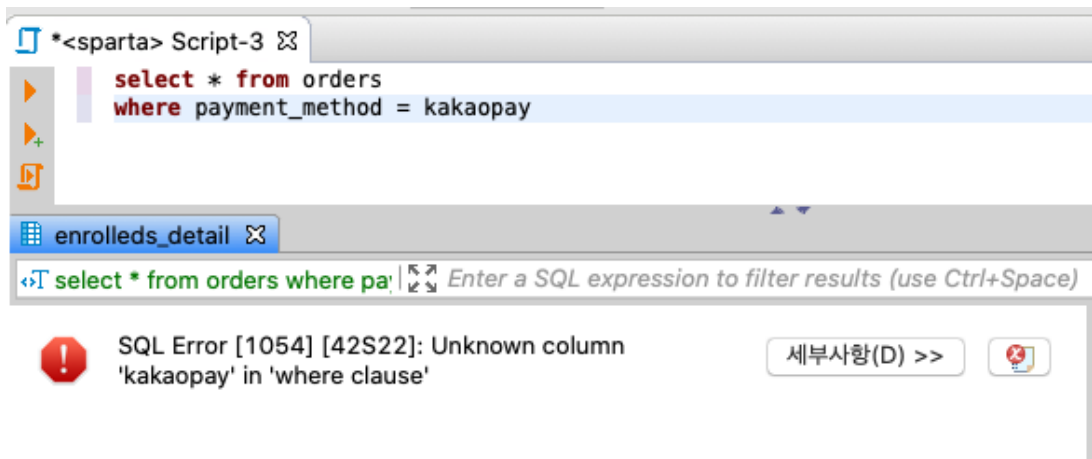 *<sparta> Script-3
select * from orders
where payment_method = kakaopay
enrolleds_detail
T select * from orders where pa
Enter a SQL expression to filter results (use Ctrl+Space)
SQL Error [1054] [42S22]: Unknown column
'kakaopay' in 'where clause'
세부사항(D) >>